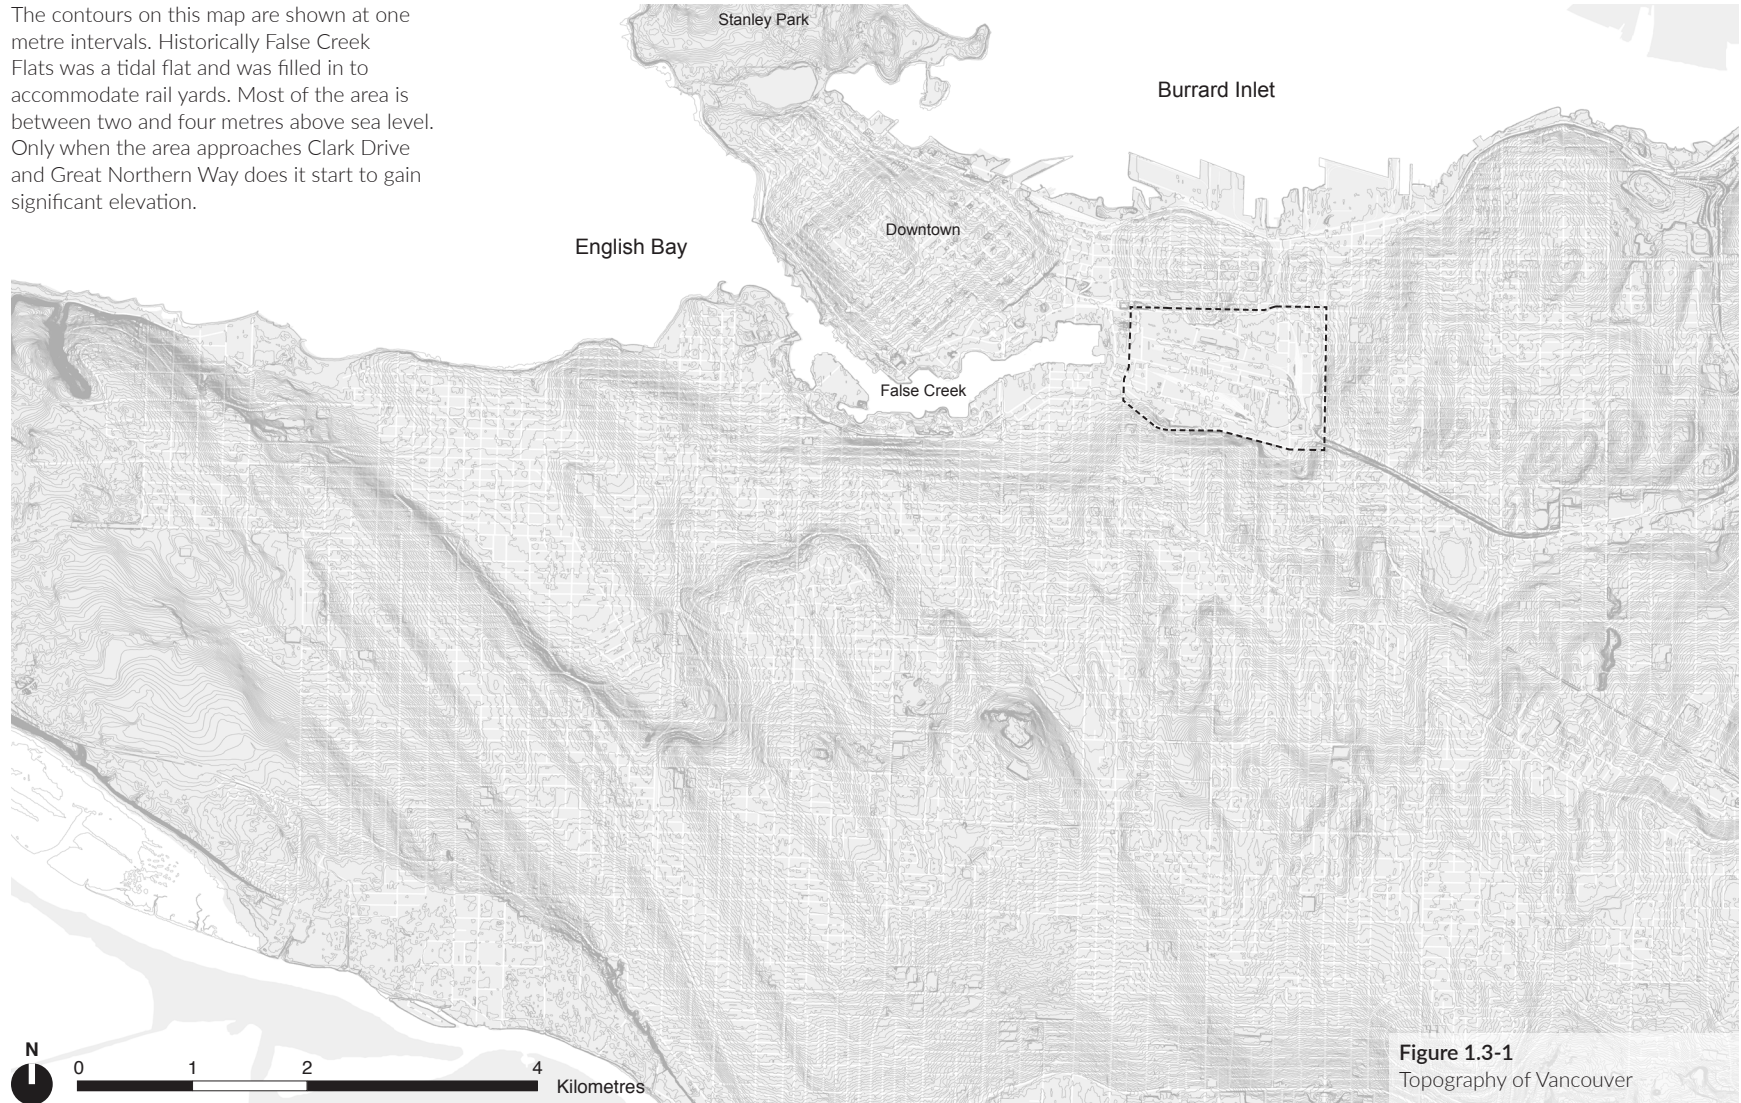 The contours on this map are shown at one
metre intervals. Historically False Creek
Flats was a tidal flat and was filled in to
accommodate rail yards. Most of the area is
between two and four metres above sea level.
Only when the area approaches Clark Drive
and Great Northern Way does it start to gain
significant elevation.
Stanley Park
Burrard Inlet
Downtown
English Bay
False Creek
N
0 1 2 4
Kilometres
Figure 1.3-1
Topography of Vancouver